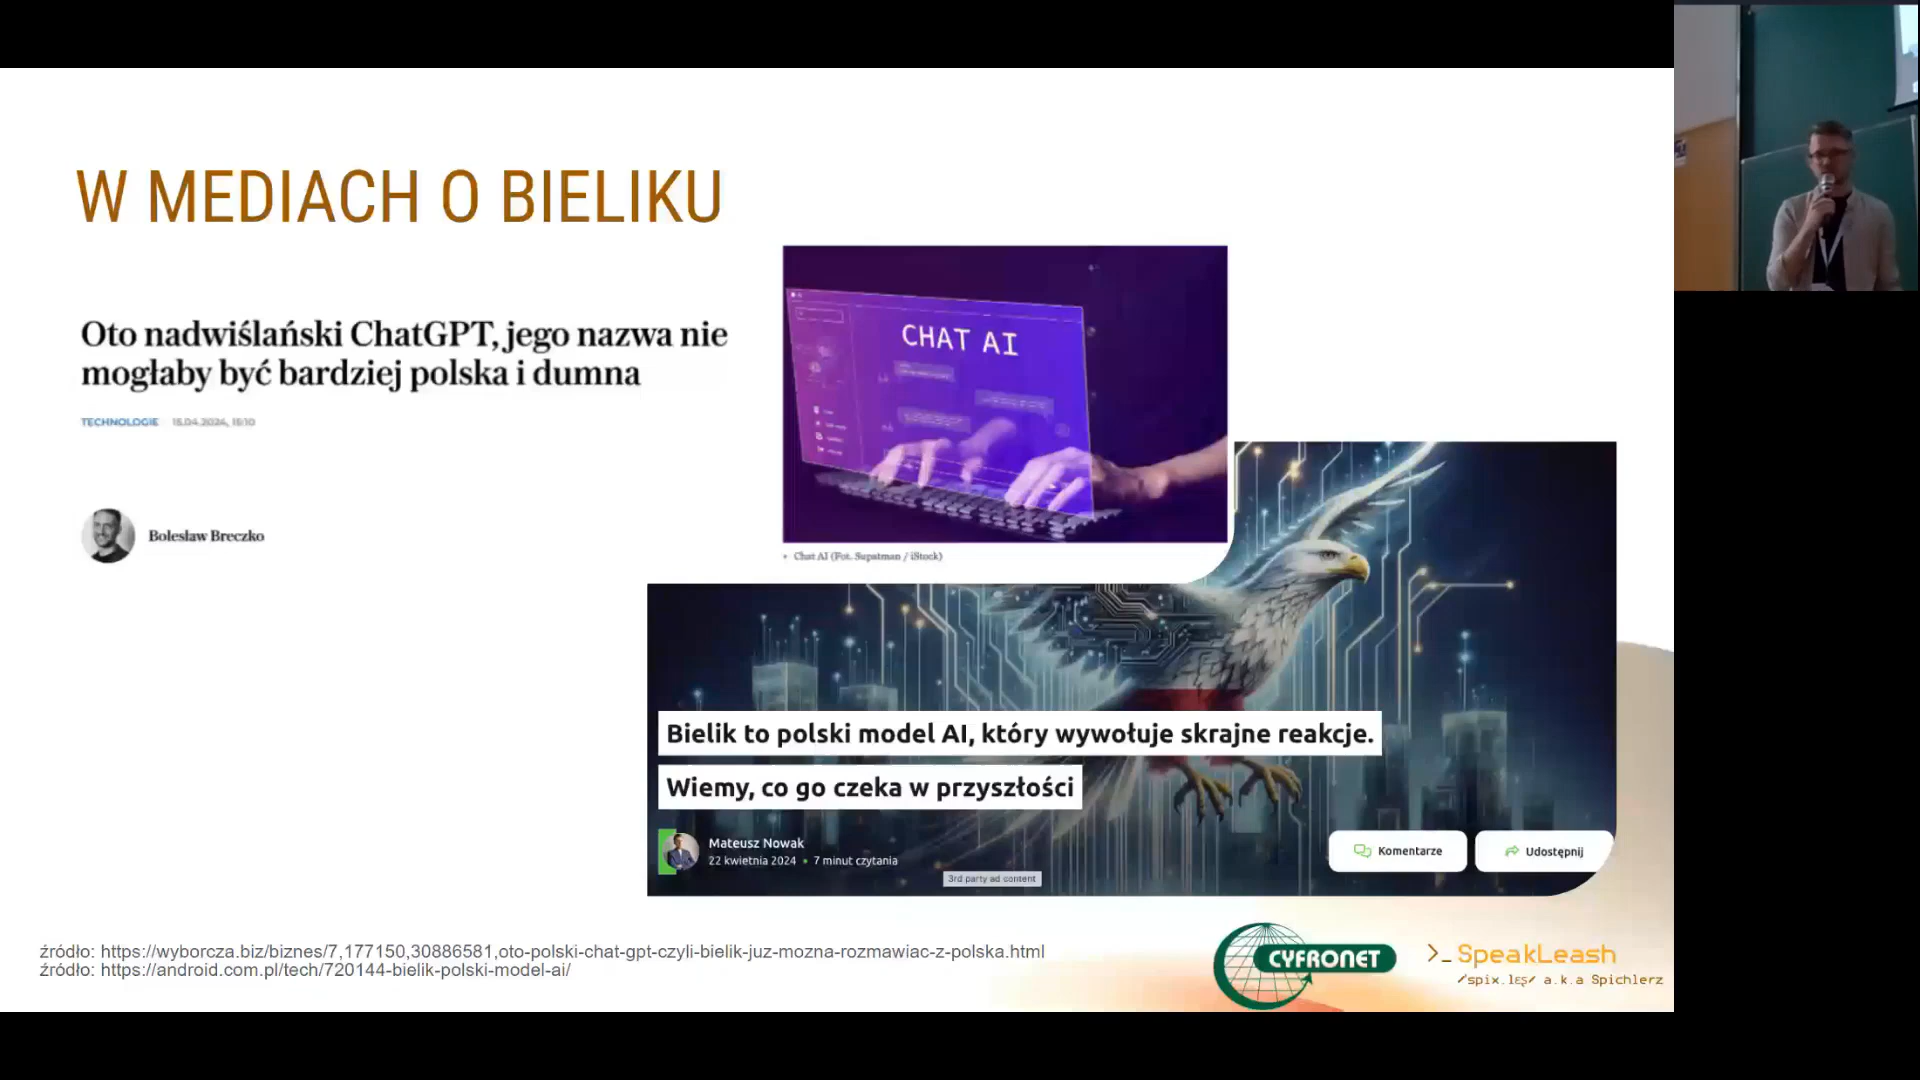 W MEDIACH O BIELIKU
Oto nadwiślański ChatGPT, jego nazwa nie
mogłaby być bardziej polska i dumna
TECHNOLOGIE 15.04.2024, 15:10
Bolesław Breczko
CHAT AI
Chat AI (Fot. Supatman / iStock)
Bielik to polski model AI, który wywołuje skrajne reakcje.
Wiemy, co go czeka w przyszłości
Mateusz Nowak
22 kwietnia 2024 • 7 minut czytania
Komentarze
Udostępnij
3rd party ad content
źródło: https://wyborcza.biz/biznes/7,177150,30886581,oto-polski-chat-gpt-czyli-bielik-juz-mozna-rozmawiac-z-polska.html
źródło: https://android.com.pl/tech/720144-bielik-polski-model-ai/
CYFRONET
>_ SpeakLeash
/spix.lɛʂ/ a.k.a Spichlerz